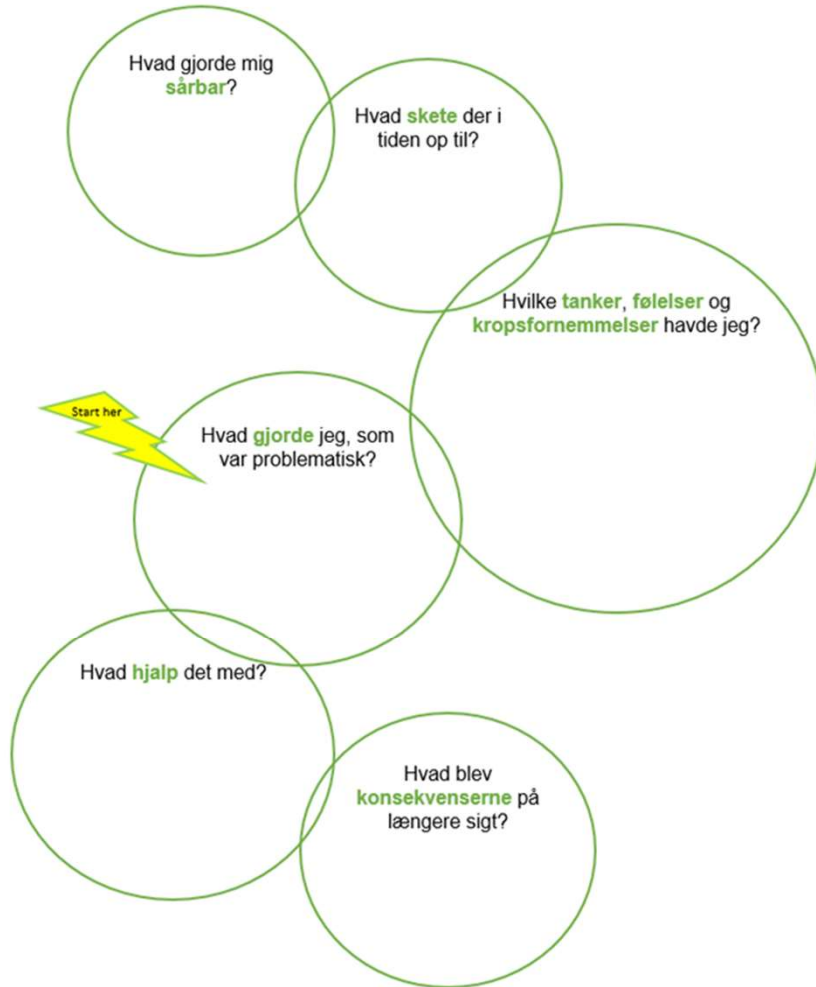 Hvad gjorde mig
sårbar?
Hvad skete der i
tiden op til?
Hvilke tanker, følelser og
kropsfornemmelser havde jeg?
Start her
Hvad gjorde jeg, som
var problematisk?
Hvad hjalp det med?
Hvad blev
konsekvenserne på
længere sigt?